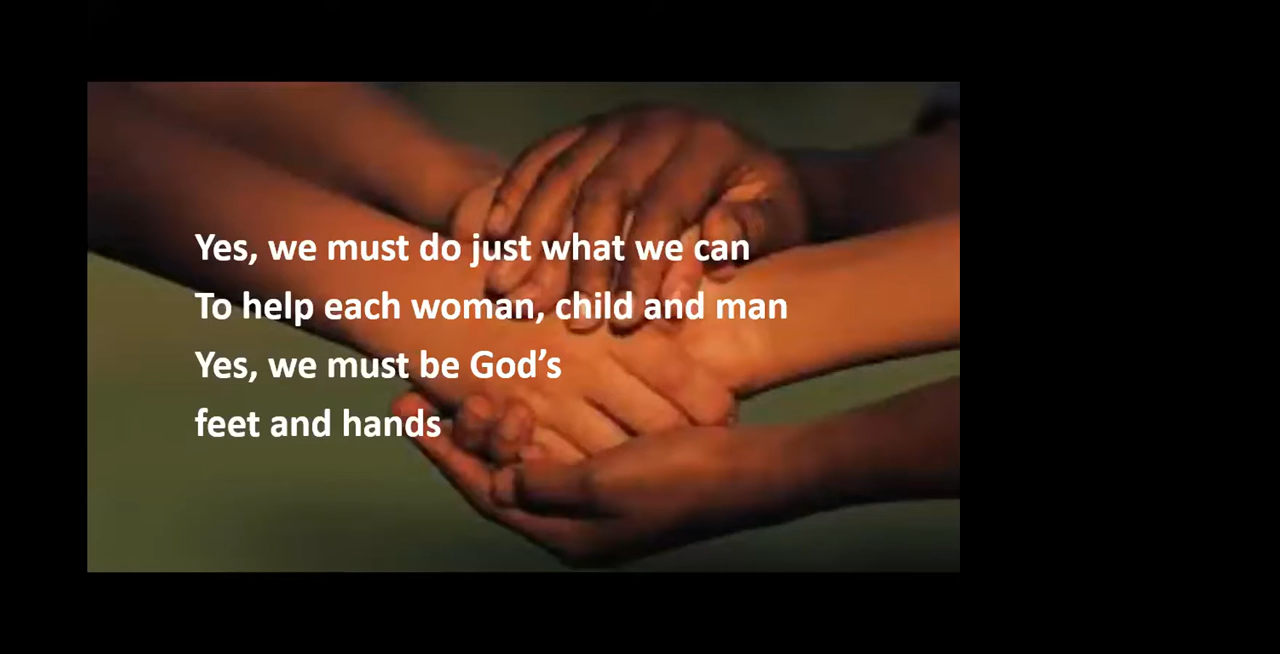 Yes, we must do just what we can
To help each woman, child and man
Yes, we must be God’s
feet and hands